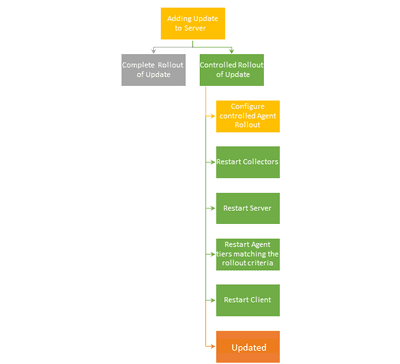 Adding Update
to Server
Complete Rollout
of Update
Controlled Rollout
of Update
Configure
controlled Agent
Rollout
Restart Collectors
Restart Server
Restart Agent
tiers matching the
rollout criteria
Restart Client
Updated